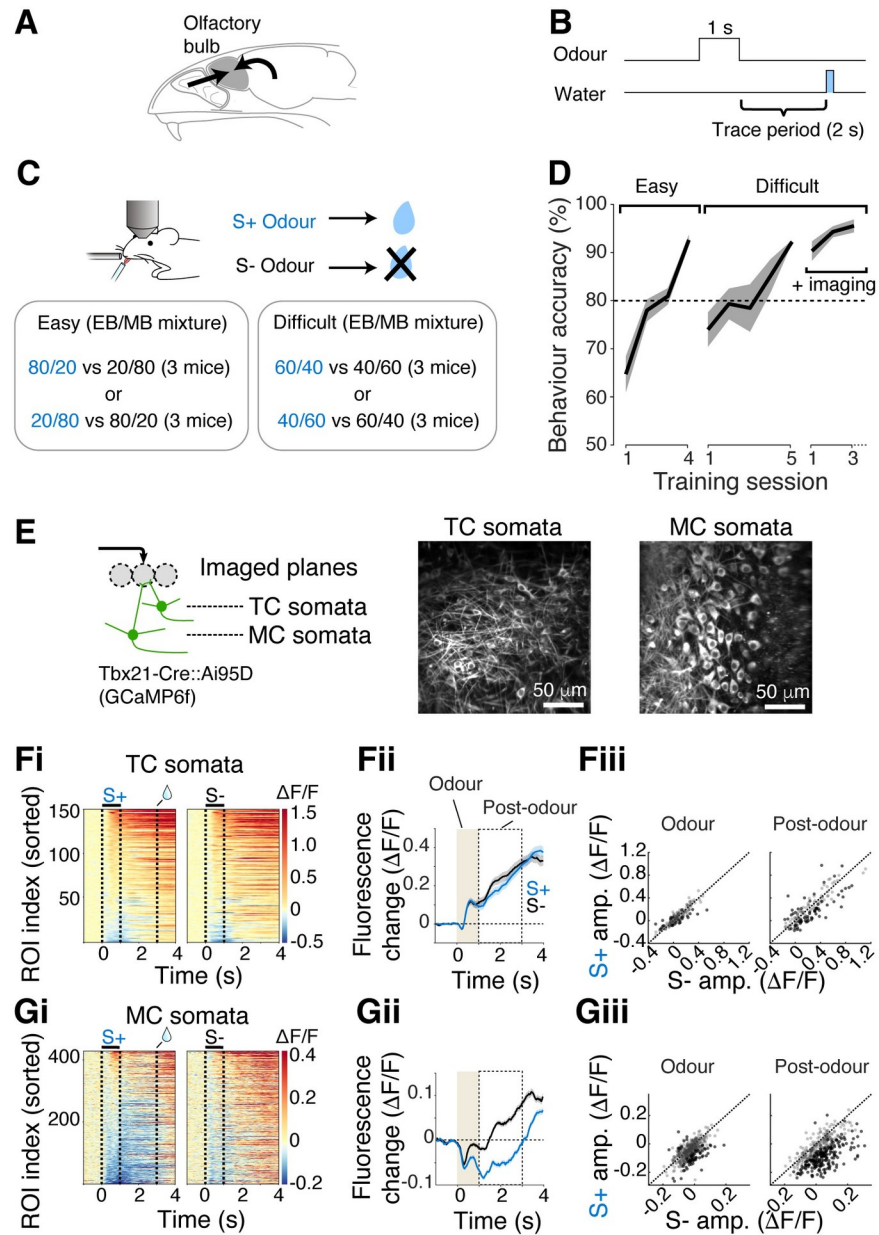 A
Olfactory
bulb
B
1 s
Odour
Water
Trace period (2 s)
C
S+ Odour
S- Odour
Easy (EB/MB mixture)
80/20 vs 20/80 (3 mice)
or
20/80 vs 80/20 (3 mice)
Difficult (EB/MB mixture)
60/40 vs 40/60 (3 mice)
or
40/60 vs 60/40 (3 mice)
D
Easy
Difficult
+ imaging
Behaviour accuracy (%)
100
90
80
70
60
50
1 4 1 5 1 3
Training session
E
Imaged planes
TC somata
MC somata
Tbx21-Cre::Ai95D
(GCaMP6f)
TC somata
50 μm
MC somata
50 μm
Fi
TC somata
S+
S-
ΔF/F
ROI index (sorted)
150
100
50
1.5
1.0
0.5
0
-0.5
0 2 4 0 2 4
Time (s)
Fii
Odour
Post-odour
Fluorescence
change (ΔF/F)
0.4
0.2
0
S+
S-
0 2 4
Time (s)
Fiii
Odour
Post-odour
S+ amp. (ΔF/F)
1.2
0.4
0
-0.4
-0.4 0 0.4 0.8 1.2
-0.4 0 0.4 0.8 1.2
S- amp. (ΔF/F)
Gi
MC somata
S+
S-
ΔF/F
ROI index (sorted)
400
200
0.4
0.2
0
-0.2
0 2 4 0 2 4
Time (s)
Gii
Fluorescence
change (ΔF/F)
0.1
0
-0.1
0 2 4
Time (s)
Giii
Odour
Post-odour
S+ amp. (ΔF/F)
0.2
0
-0.2
-0.2 0 0.2
-0.2 0 0.2
S- amp. (ΔF/F)